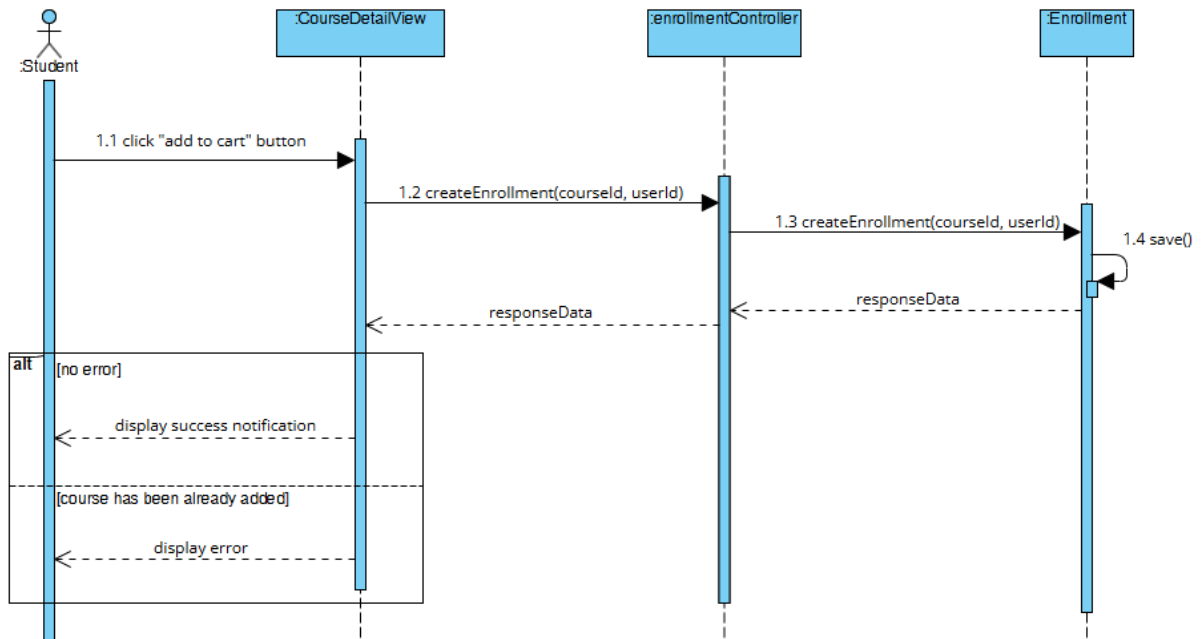 :Student
:CourseDetailView
:enrollmentController
:Enrollment
1.1 click "add to cart" button
1.2 createEnrollment(courseId, userId)
1.3 createEnrollment(courseId, userId)
1.4 save()
responseData
responseData
alt
[no error]
display success notification
[course has been already added]
display error